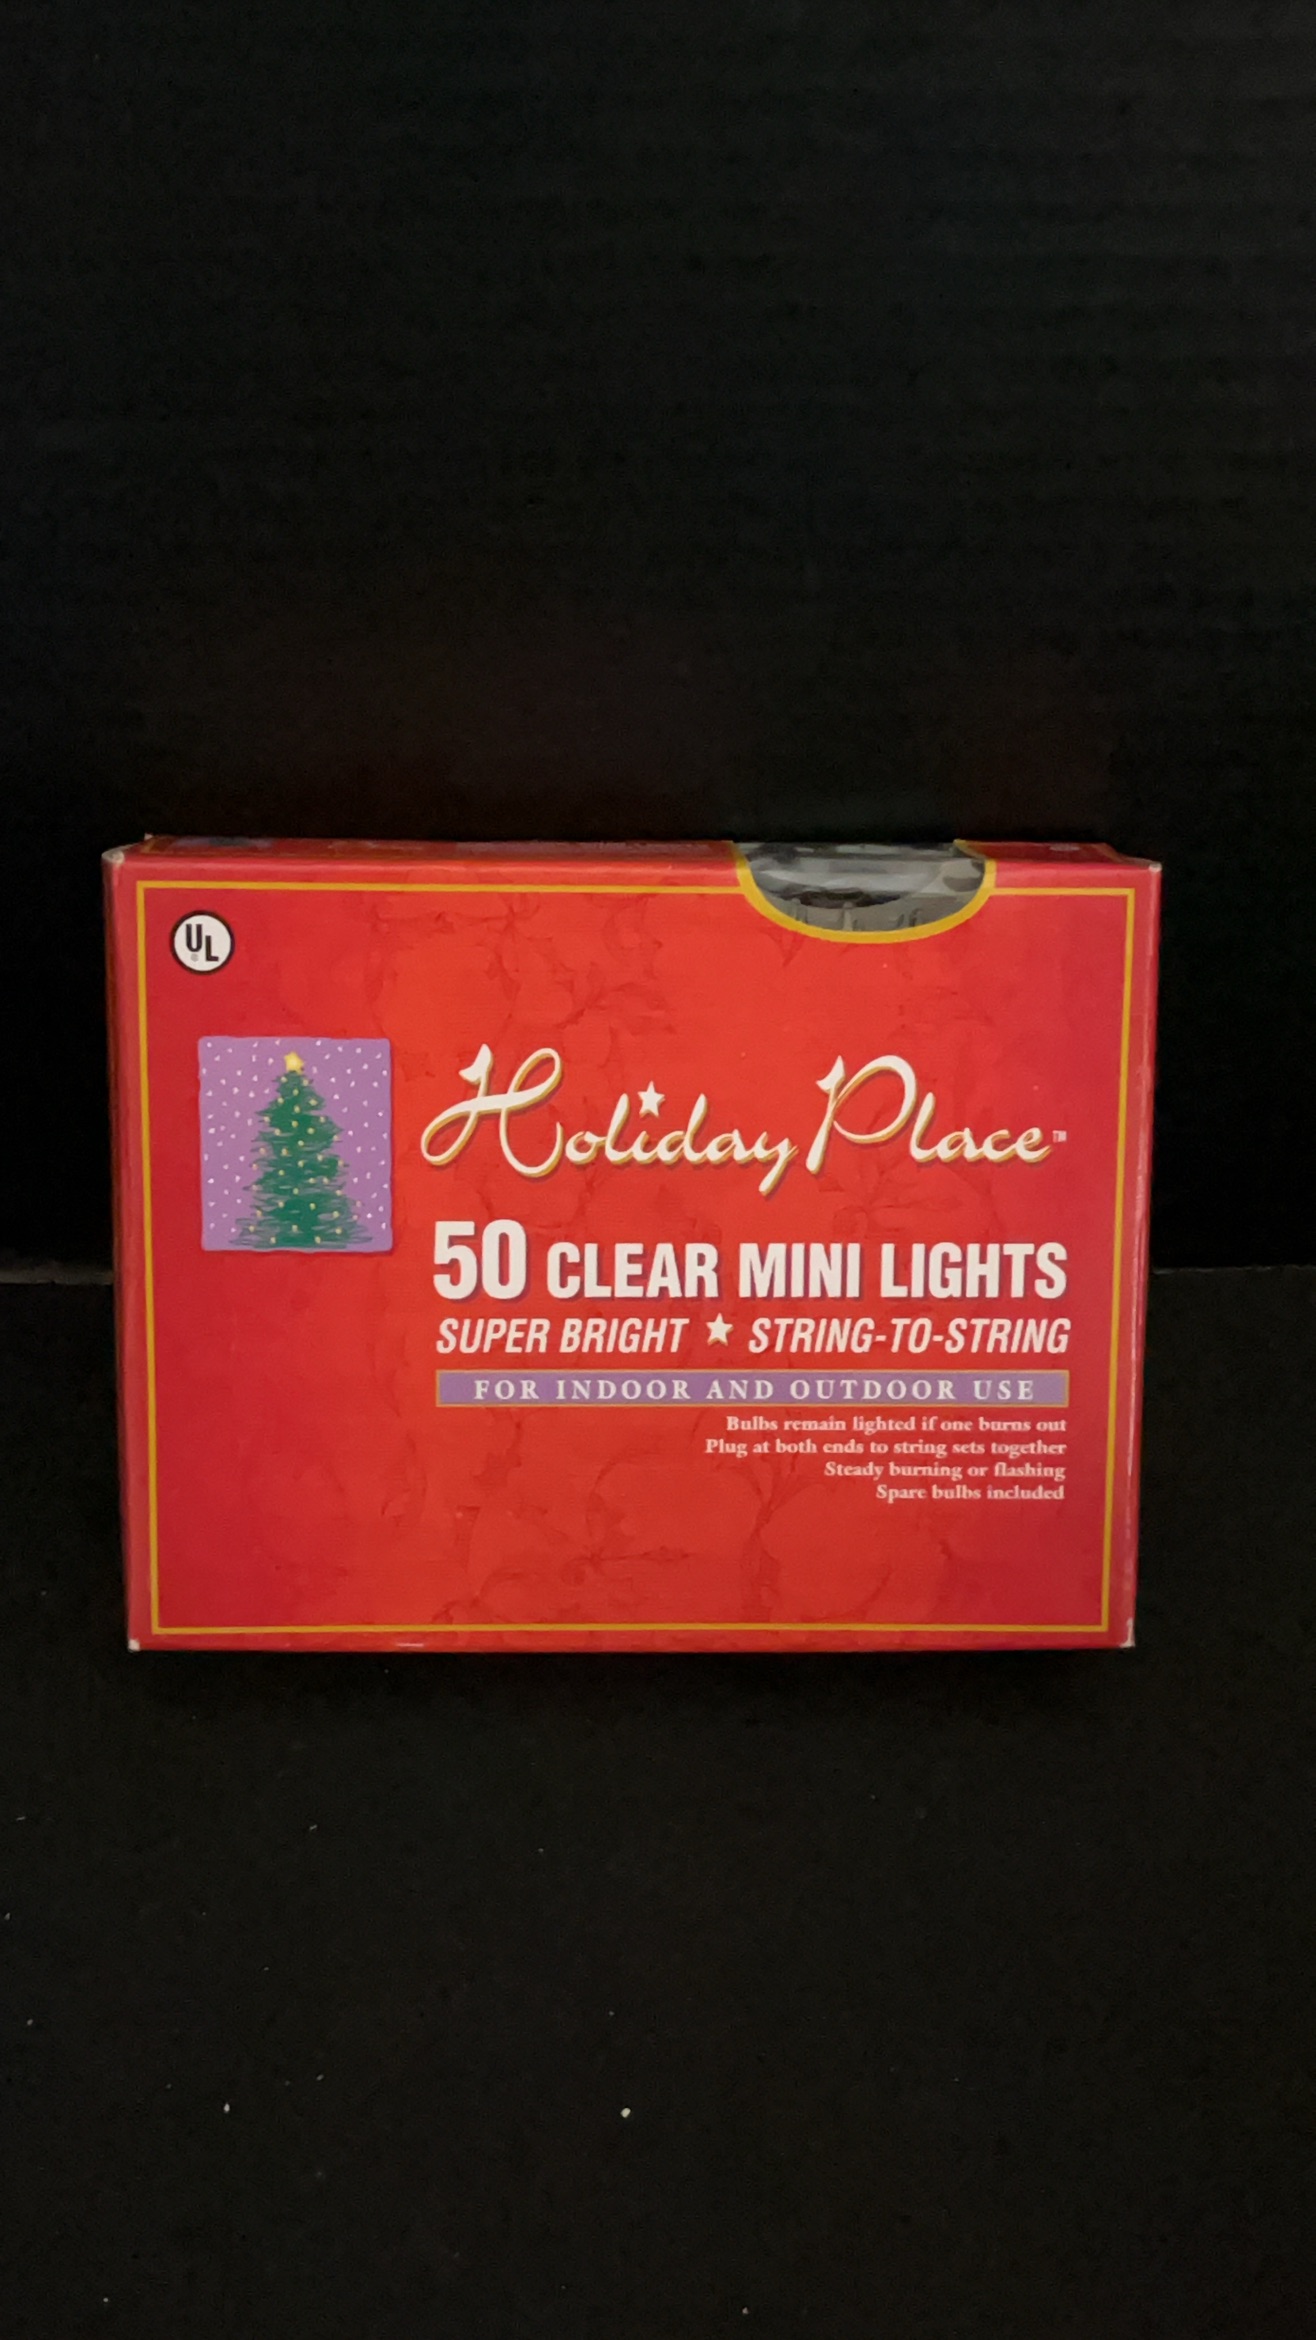 UL
®
Holiday Place™
50 CLEAR MINI LIGHTS
SUPER BRIGHT ★ STRING-TO-STRING
FOR INDOOR AND OUTDOOR USE
Bulbs remain lighted if one burns out
Plug at both ends to string sets together
Steady burning or flashing
Spare bulbs included